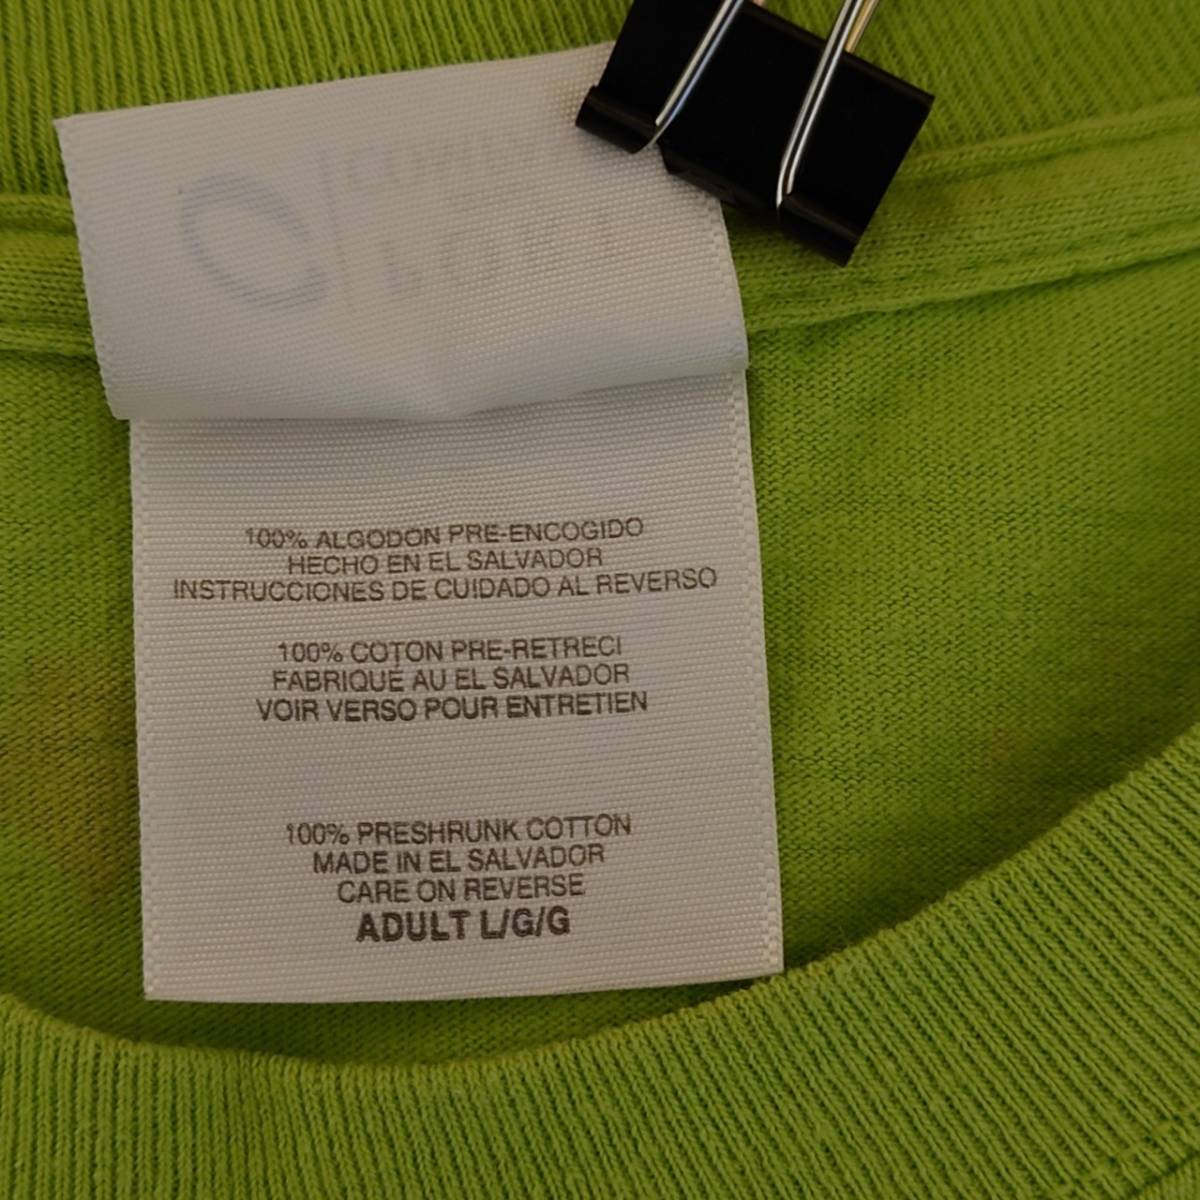 100% ALGODON PRE-ENCOGIDO
HECHO EN EL SALVADOR
INSTRUCCIONES DE CUIDADO AL REVERSO
100% COTON PRE-RETRECI
FABRIQUE AU EL SALVADOR
VOIR VERSO POUR ENTRETIEN
100% PRESHRUNK COTTON
MADE IN EL SALVADOR
CARE ON REVERSE
ADULT L/G/G